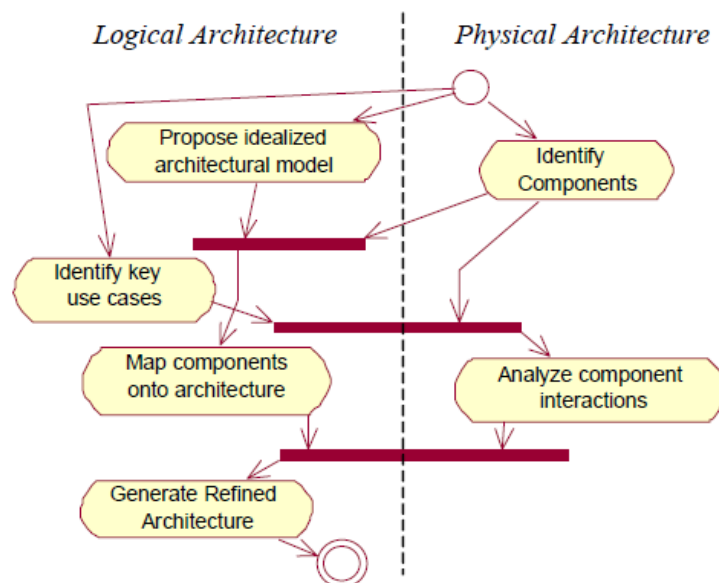 Logical Architecture
Physical Architecture
Propose idealized
architectural model
Identify
Components
Identify key
use cases
Map components
onto architecture
Analyze component
interactions
Generate Refined
Architecture